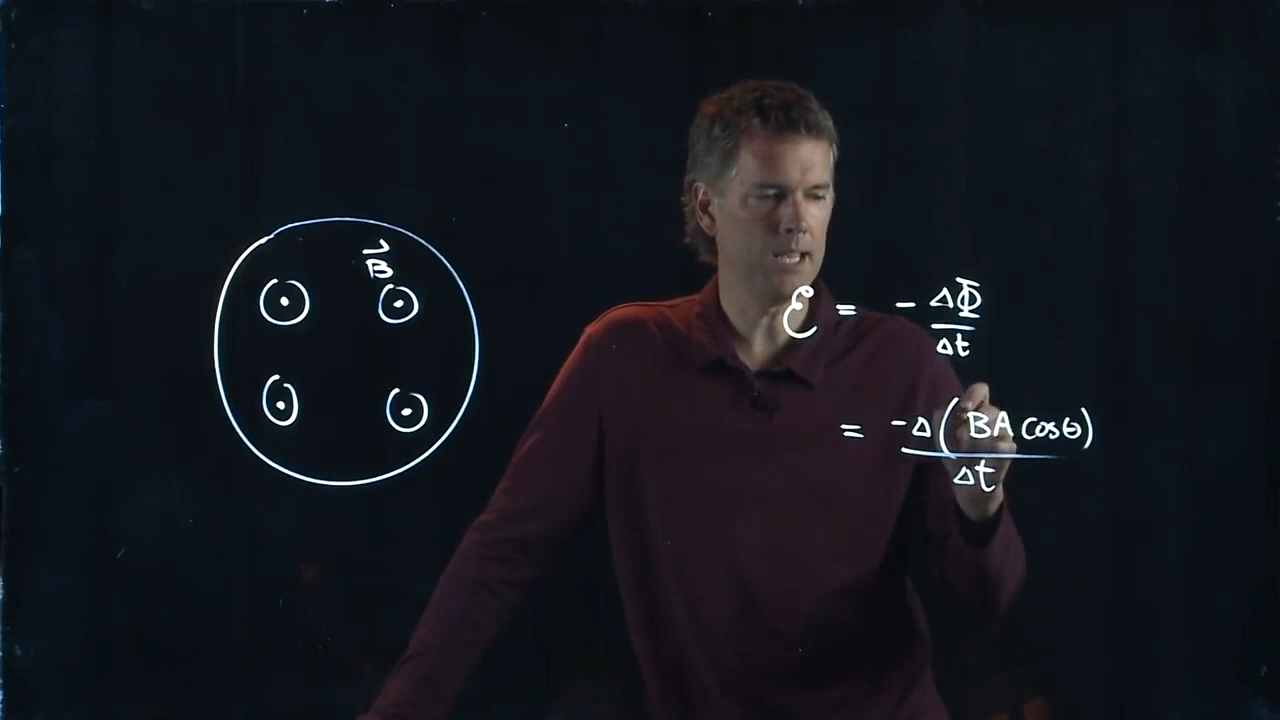 B⃗
ℰ = - ΔΦ / Δt
= -Δ(BA cosθ) / Δt